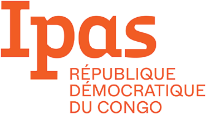 Ipas
RÉPUBLIQUE
DÉMOCRATIQUE
DU CONGO